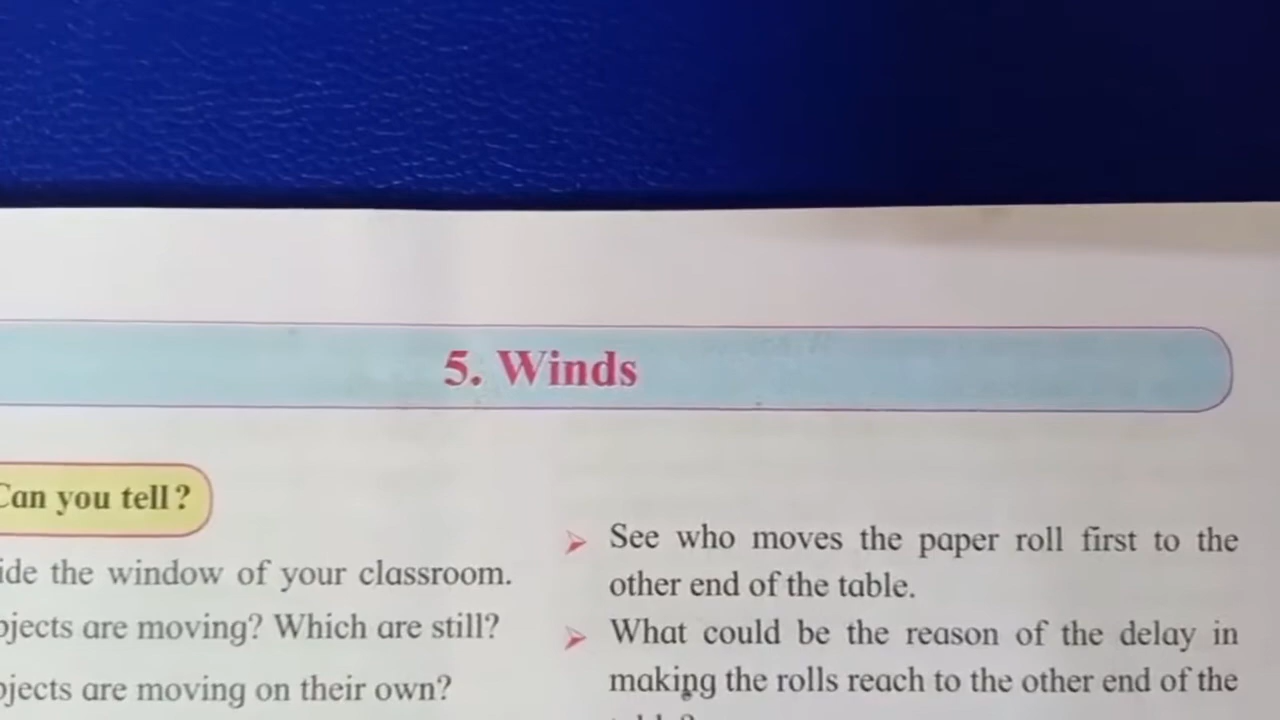 5. Winds
Can you tell?
ide the window of your classroom.
ojects are moving? Which are still?
ojects are moving on their own?
See who moves the paper roll first to the
other end of the table.
What could be the reason of the delay in
making the rolls reach to the other end of the